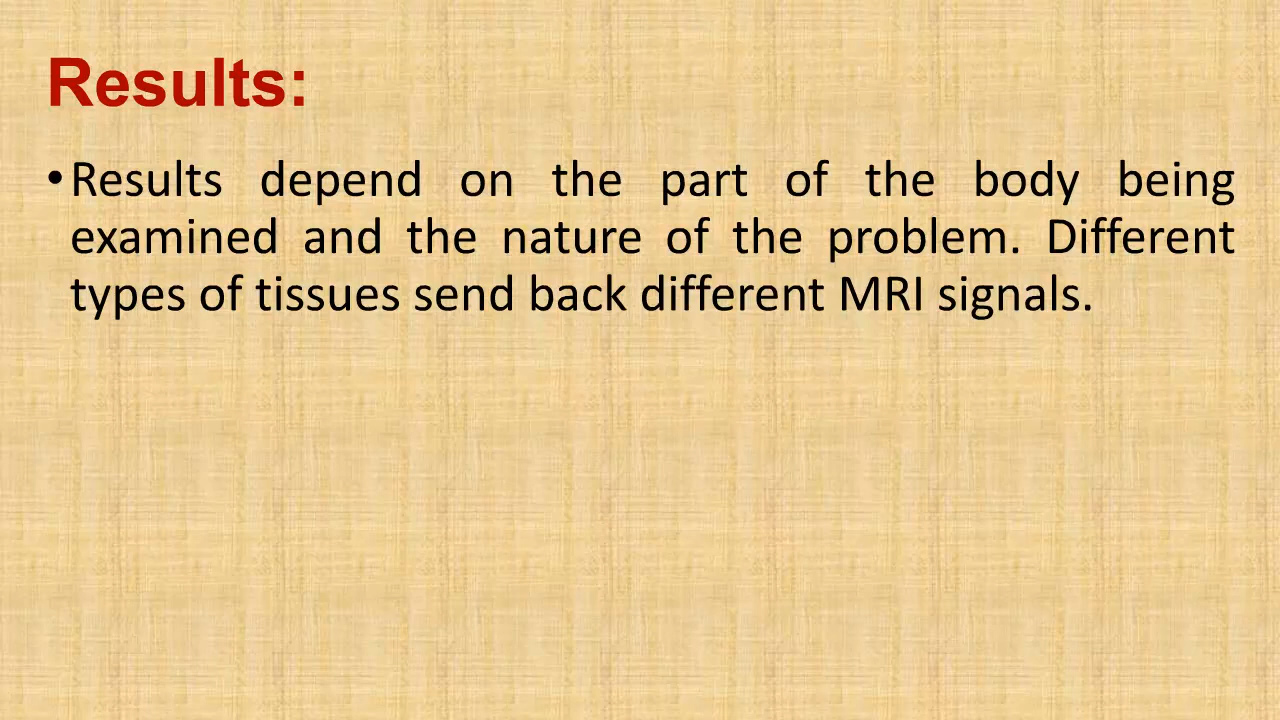 Results:
•Results depend on the part of the body being
examined and the nature of the problem. Different
types of tissues send back different MRI signals.